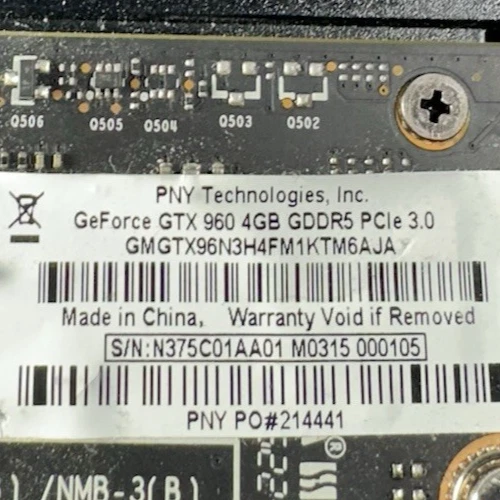 Q506 Q505 Q504 Q503 Q502
PNY Technologies, Inc.
GeForce GTX 960 4GB GDDR5 PCIe 3.0
GMGTX96N3H4FM1KTM6AJA
Made in China, Warranty Void if Removed
S/N:N375C01AA01 M0315 000105
PNY PO#214441
) /NMB-3(B)